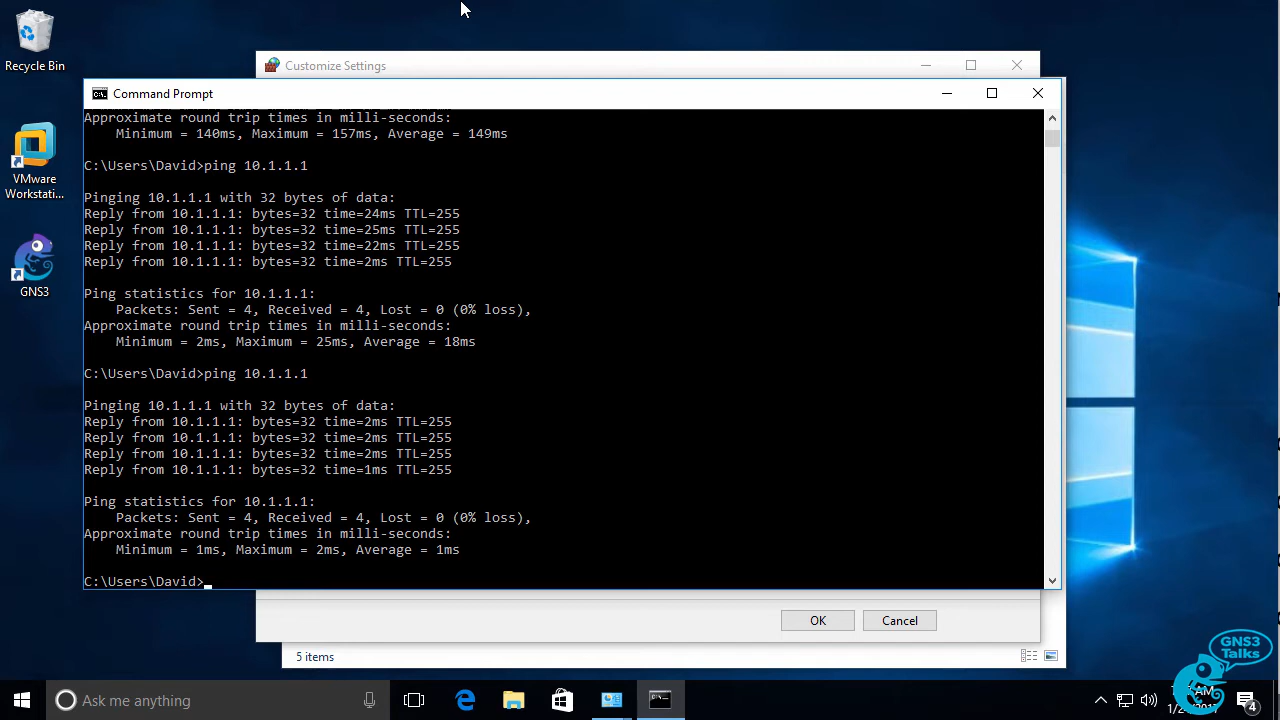 Recycle Bin
VMware
Workstati...
GNS3
Customize Settings
Command Prompt
Approximate round trip times in milli-seconds:
    Minimum = 140ms, Maximum = 157ms, Average = 149ms
C:\Users\David>ping 10.1.1.1
Pinging 10.1.1.1 with 32 bytes of data:
Reply from 10.1.1.1: bytes=32 time=24ms TTL=255
Reply from 10.1.1.1: bytes=32 time=25ms TTL=255
Reply from 10.1.1.1: bytes=32 time=22ms TTL=255
Reply from 10.1.1.1: bytes=32 time=2ms TTL=255
Ping statistics for 10.1.1.1:
    Packets: Sent = 4, Received = 4, Lost = 0 (0% loss),
Approximate round trip times in milli-seconds:
    Minimum = 2ms, Maximum = 25ms, Average = 18ms
C:\Users\David>ping 10.1.1.1
Pinging 10.1.1.1 with 32 bytes of data:
Reply from 10.1.1.1: bytes=32 time=2ms TTL=255
Reply from 10.1.1.1: bytes=32 time=2ms TTL=255
Reply from 10.1.1.1: bytes=32 time=2ms TTL=255
Reply from 10.1.1.1: bytes=32 time=1ms TTL=255
Ping statistics for 10.1.1.1:
    Packets: Sent = 4, Received = 4, Lost = 0 (0% loss),
Approximate round trip times in milli-seconds:
    Minimum = 1ms, Maximum = 2ms, Average = 1ms
C:\Users\David>
OK
Cancel
5 items
GNS3
Talks
Ask me anything
AM
4